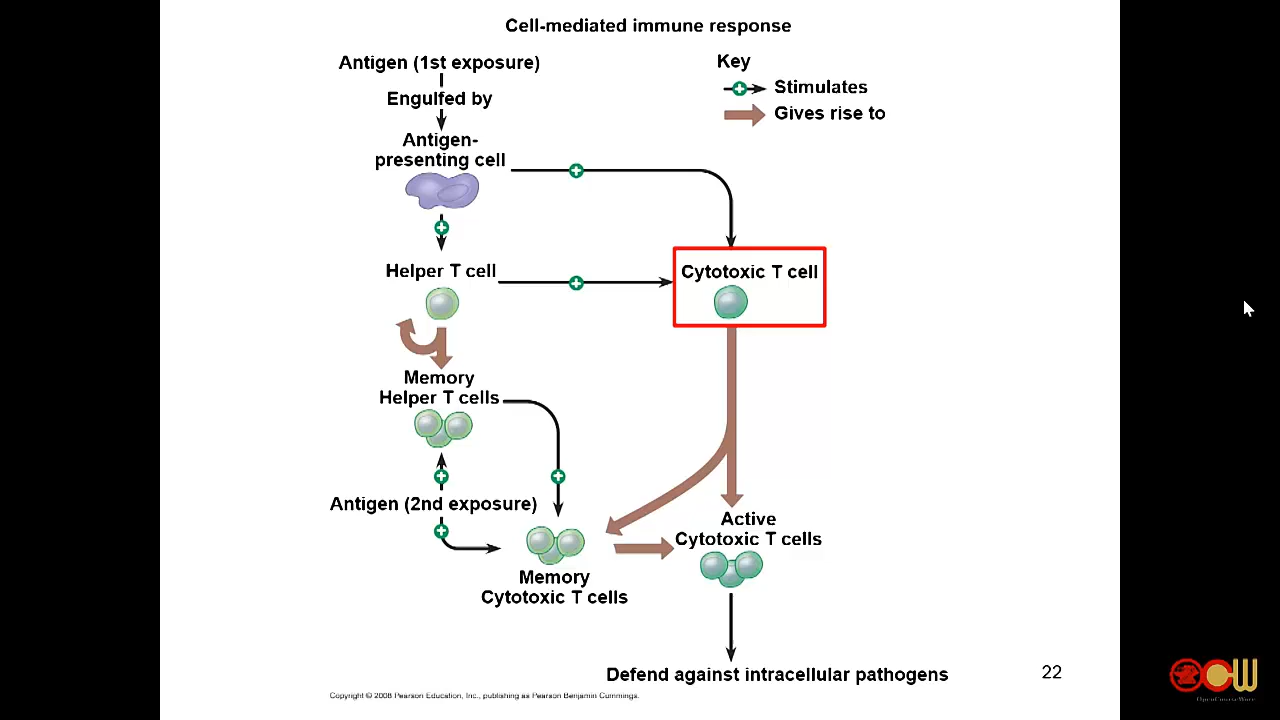 Cell-mediated immune response
Antigen (1st exposure)
Engulfed by
Antigen-
presenting cell
Key
Stimulates
Gives rise to
Helper T cell
Cytotoxic T cell
Memory
Helper T cells
Antigen (2nd exposure)
Memory
Cytotoxic T cells
Active
Cytotoxic T cells
Defend against intracellular pathogens
22
Copyright © 2008 Pearson Education, Inc., publishing as Pearson Benjamin Cummings.
OCW
OpenCourseWare